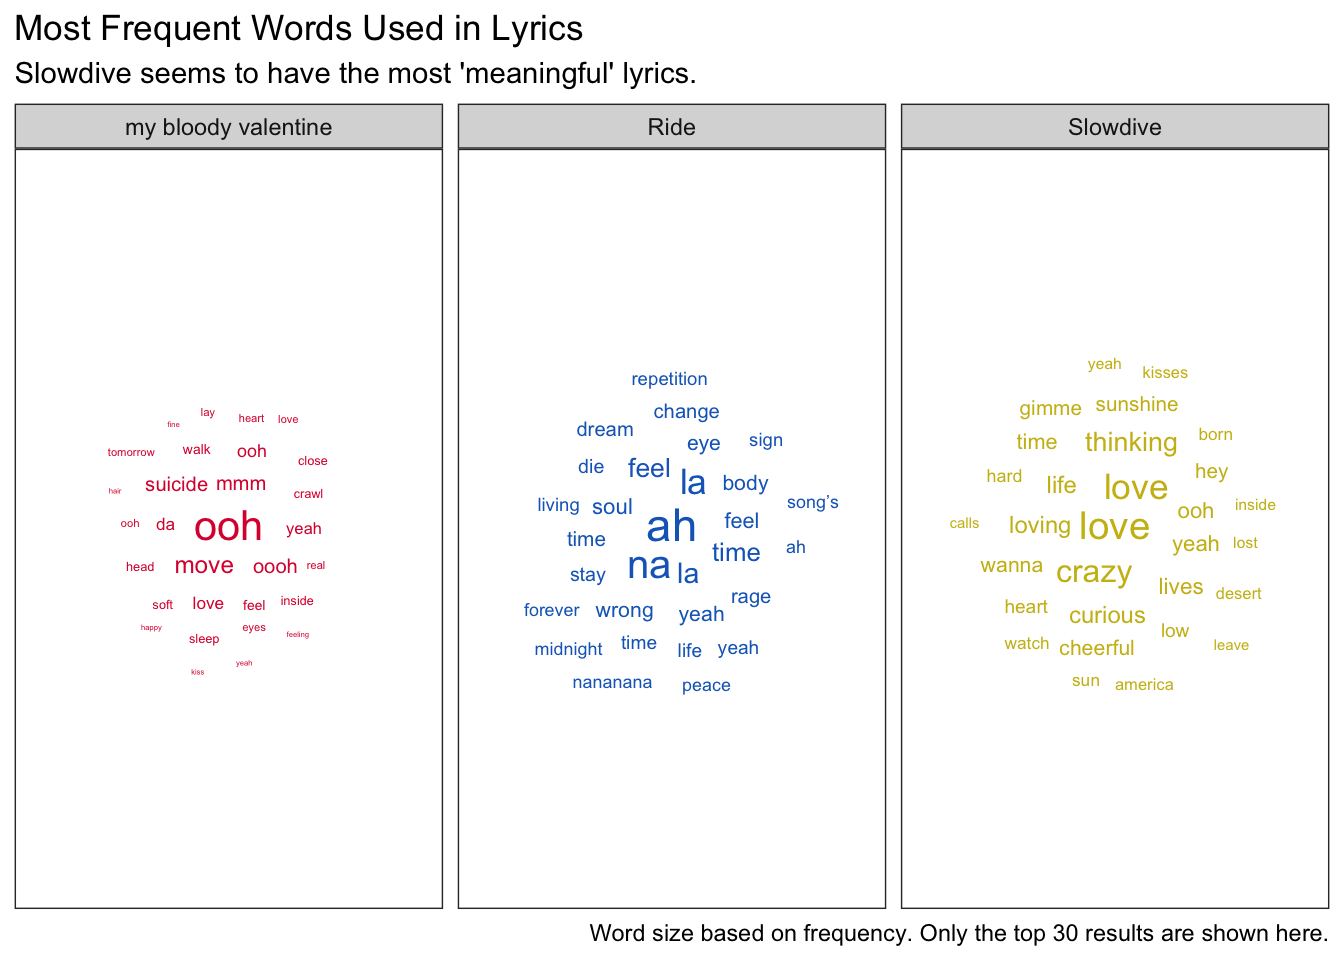 Most Frequent Words Used in Lyrics
Slowdive seems to have the most 'meaningful' lyrics.
my bloody valentine
lay
heart
love
fine
tomorrow
walk
ooh
close
suicide
mmm
hair
crawl
ooh
da
ooh
yeah
head
move
oooh
real
soft
love
feel
inside
happy
sleep
eyes
feeling
kiss
yeah
Ride
repetition
change
dream
eye
sign
die
feel
la
body
living
soul
song’s
ah
feel
time
time
ah
na
la
stay
rage
forever
wrong
yeah
midnight
time
life
yeah
nananana
peace
Slowdive
yeah
kisses
gimme
sunshine
time
thinking
born
hard
life
love
hey
ooh
inside
calls
loving
love
yeah
lost
wanna
crazy
lives
desert
heart
curious
low
watch
cheerful
leave
sun
america
Word size based on frequency. Only the top 30 results are shown here.